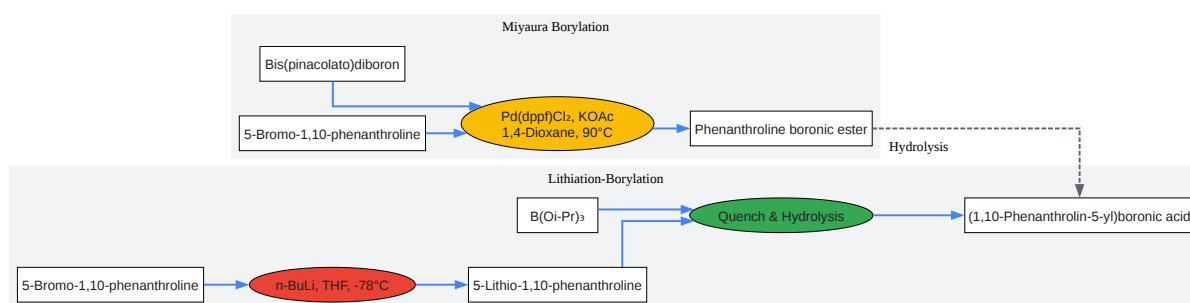 Miyaura Borylation
Bis(pinacolato)diboron
5-Bromo-1,10-phenanthroline
Pd(dppf)Cl₂, KOAc
1,4-Dioxane, 90°C
Phenanthroline boronic ester
Hydrolysis
Lithiation-Borylation
B(Oi-Pr)₃
Quench & Hydrolysis
(1,10-Phenanthrolin-5-yl)boronic acid
5-Bromo-1,10-phenanthroline
n-BuLi, THF, -78°C
5-Lithio-1,10-phenanthroline